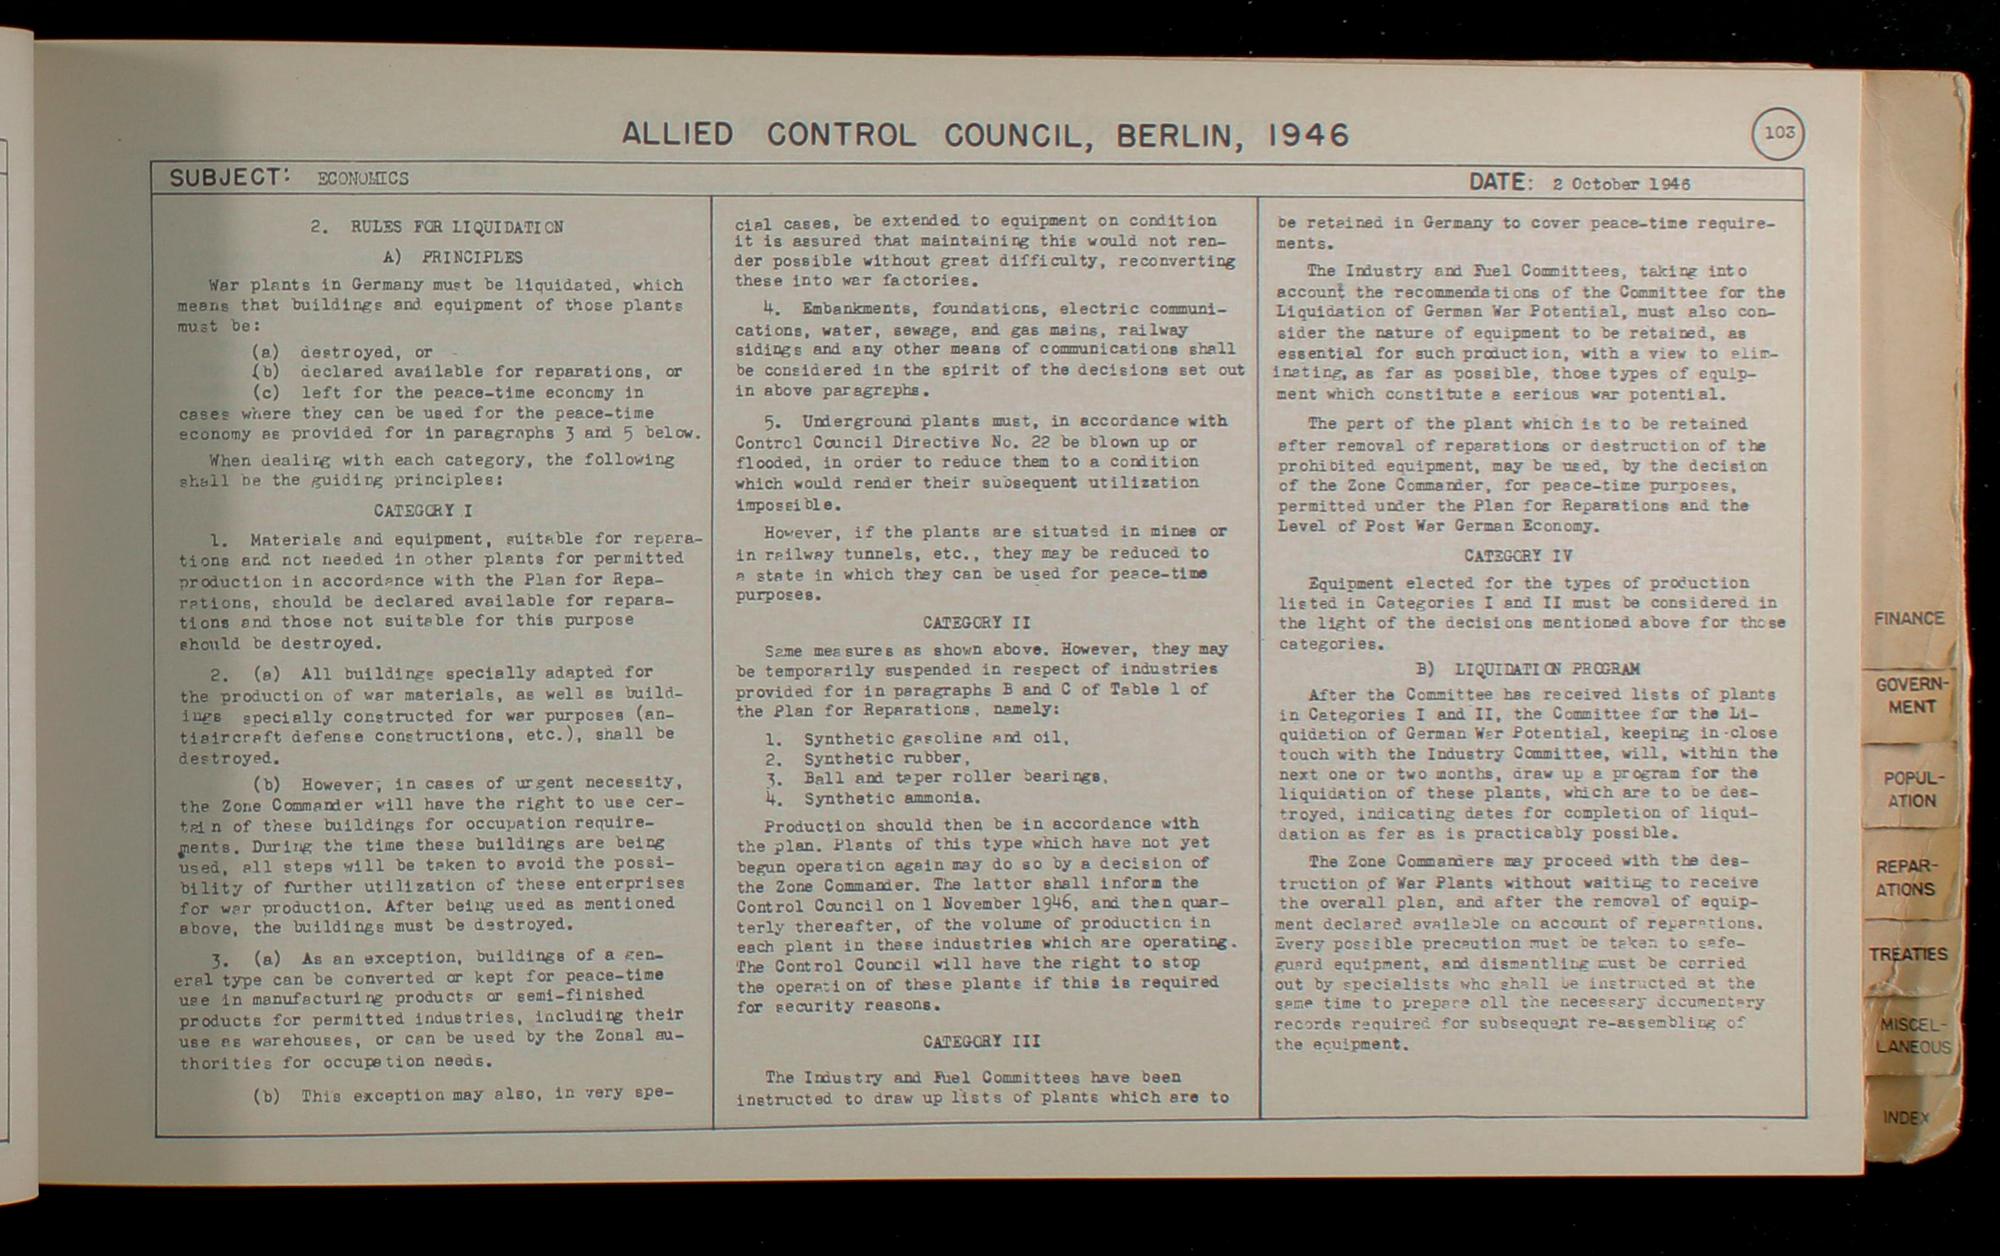 ALLIED CONTROL COUNCIL, BERLIN, 1946
103
SUBJECT: ECONOMICS
DATE: 2 October 1946
2. RULES FOR LIQUIDATION
A) PRINCIPLES
War plants in Germany must be liquidated, which
means that buildings and equipment of those plants
must be:
(a) destroyed, or
(b) declared available for reparations, or
(c) left for the peace-time economy in
cases where they can be used for the peace-time
economy as provided for in paragraphs 3 and 5 below.
When dealing with each category, the following
shall be the guiding principles:
CATEGORY I
1. Materials and equipment, suitable for repara-
tions and not needed in other plants for permitted
production in accordance with the Plan for Repa-
rations, should be declared available for repara-
tions and those not suitable for this purpose
should be destroyed.
2. (a) All buildings specially adapted for
the production of war materials, as well as build-
ings specially constructed for war purposes (an-
tiaircraft defense constructions, etc.), shall be
destroyed.
(b) However, in cases of urgent necessity,
the Zone Commander will have the right to use cer-
tain of these buildings for occupation require-
ments. During the time these buildings are being
used, all steps will be taken to avoid the possi-
bility of further utilization of these enterprises
for war production. After being used as mentioned
above, the buildings must be destroyed.
3. (a) As an exception, buildings of a gen-
eral type can be converted or kept for peace-time
use in manufacturing products or semi-finished
products for permitted industries, including their
use as warehouses, or can be used by the Zonal au-
thorities for occupation needs.
(b) This exception may also, in very spe-
cial cases, be extended to equipment on condition
it is assured that maintaining this would not ren-
der possible without great difficulty, reconverting
these into war factories.
4. Embankments, foundations, electric communi-
cations, water, sewage, and gas mains, railway
sidings and any other means of communications shall
be considered in the spirit of the decisions set out
in above paragraphs.
5. Underground plants must, in accordance with
Control Council Directive No. 22 be blown up or
flooded, in order to reduce them to a condition
which would render their subsequent utilization
impossible.
However, if the plants are situated in mines or
in railway tunnels, etc., they may be reduced to
a state in which they can be used for peace-time
purposes.
CATEGORY II
Same measures as shown above. However, they may
be temporarily suspended in respect of industries
provided for in paragraphs B and C of Table 1 of
the Plan for Reparations, namely:
1. Synthetic gasoline and oil,
2. Synthetic rubber,
3. Ball and taper roller bearings,
4. Synthetic ammonia.
Production should then be in accordance with
the plan. Plants of this type which have not yet
begun operation again may do so by a decision of
the Zone Commander. The latter shall inform the
Control Council on 1 November 1946, and then quar-
terly thereafter, of the volume of production in
each plant in these industries which are operating.
The Control Council will have the right to stop
the operation of these plants if this is required
for security reasons.
CATEGORY III
The Industry and Fuel Committees have been
instructed to draw up lists of plants which are to
be retained in Germany to cover peace-time require-
ments.
The Industry and Fuel Committees, taking into
account the recommendations of the Committee for the
Liquidation of German War Potential, must also con-
sider the nature of equipment to be retained, as
essential for such production, with a view to elim-
inating, as far as possible, those types of equip-
ment which constitute a serious war potential.
The part of the plant which is to be retained
after removal of reparations or destruction of the
prohibited equipment, may be used, by the decision
of the Zone Commander, for peace-time purposes,
permitted under the Plan for Reparations and the
Level of Post War German Economy.
CATEGORY IV
Equipment elected for the types of production
listed in Categories I and II must be considered in
the light of the decisions mentioned above for those
categories.
B) LIQUIDATION PROGRAM
After the Committee has received lists of plants
in Categories I and II, the Committee for the Li-
quidation of German War Potential, keeping in close
touch with the Industry Committee, will, within the
next one or two months, draw up a program for the
liquidation of these plants, which are to be des-
troyed, indicating dates for completion of liqui-
dation as far as is practicably possible.
The Zone Commanders may proceed with the des-
truction of War Plants without waiting to receive
the overall plan, and after the removal of equip-
ment declared available on account of reparations.
Every possible precaution must be taken to safe-
guard equipment, and dismantling must be carried
out by specialists who shall be instructed at the
same time to prepare all the necessary documentary
records required for subsequent re-assembling of
the equipment.
FINANCE
GOVERN-
MENT
POPUL-
ATION
REPAR-
ATIONS
TREATIES
MISCEL-
LANEOUS
INDEX